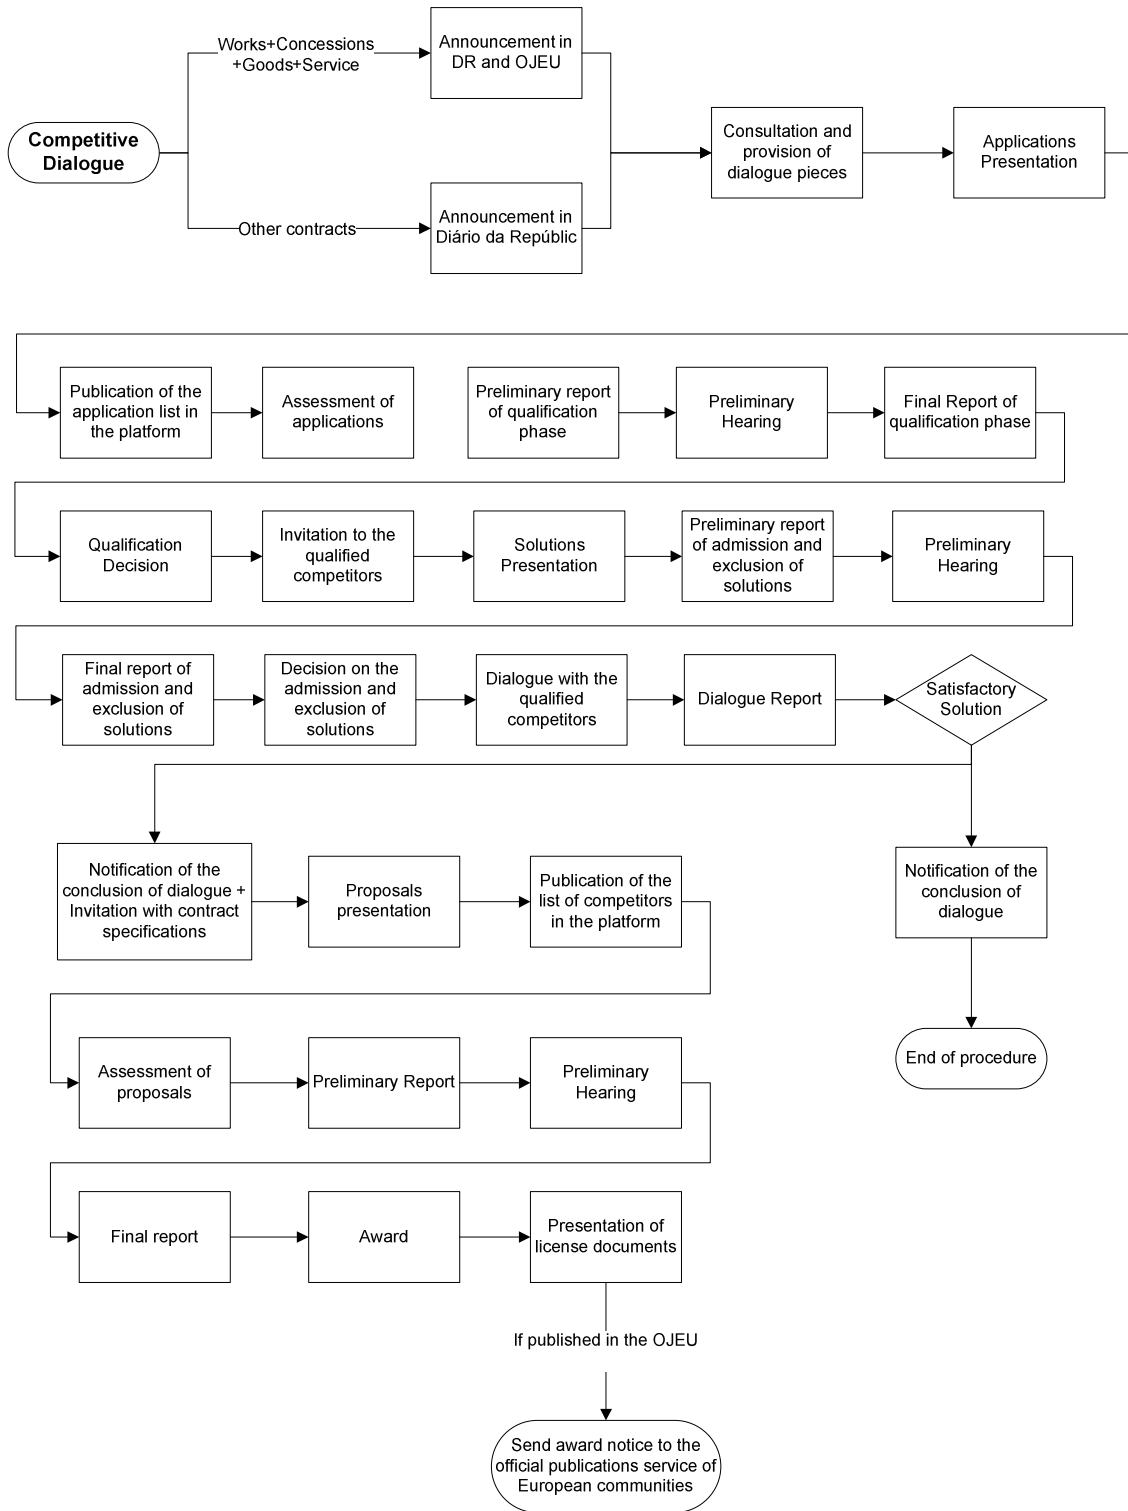 Competitive
Dialogue
Works+Concessions
+Goods+Service
Announcement in
DR and OJEU
Other contracts
Announcement in
Diário da Repúblic
Consultation and
provision of
dialogue pieces
Applications
Presentation
Publication of the
application list in
the platform
Assessment of
applications
Preliminary report
of qualification
phase
Preliminary
Hearing
Final Report of
qualification phase
Qualification
Decision
Invitation to the
qualified
competitors
Solutions
Presentation
Preliminary report
of admission and
exclusion of
solutions
Preliminary
Hearing
Final report of
admission and
exclusion of
solutions
Decision on the
admission and
exclusion of
solutions
Dialogue with the
qualified
competitors
Dialogue Report
Satisfactory
Solution
Notification of the
conclusion of dialogue +
Invitation with contract
specifications
Proposals
presentation
Publication of the
list of competitors
in the platform
Notification of the
conclusion of
dialogue
End of procedure
Assessment of
proposals
Preliminary Report
Preliminary
Hearing
Final report
Award
Presentation of
license documents
If published in the OJEU
Send award notice to the
official publications service of
European communities